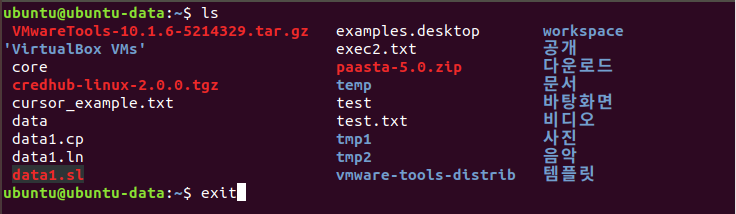 ubuntu@ubuntu-data:~$ ls
VMwareTools-10.1.6-5214329.tar.gz examples.desktop workspace
'VirtualBox VMs' exec2.txt 공개
core paasta-5.0.zip 다운로드
credhub-linux-2.0.0.tgz temp 문서
cursor_example.txt test 바탕화면
data test.txt 비디오
data1.cp tmp1 사진
data1.ln tmp2 음악
data1.sl vmware-tools-distrib 템플릿
ubuntu@ubuntu-data:~$ exit